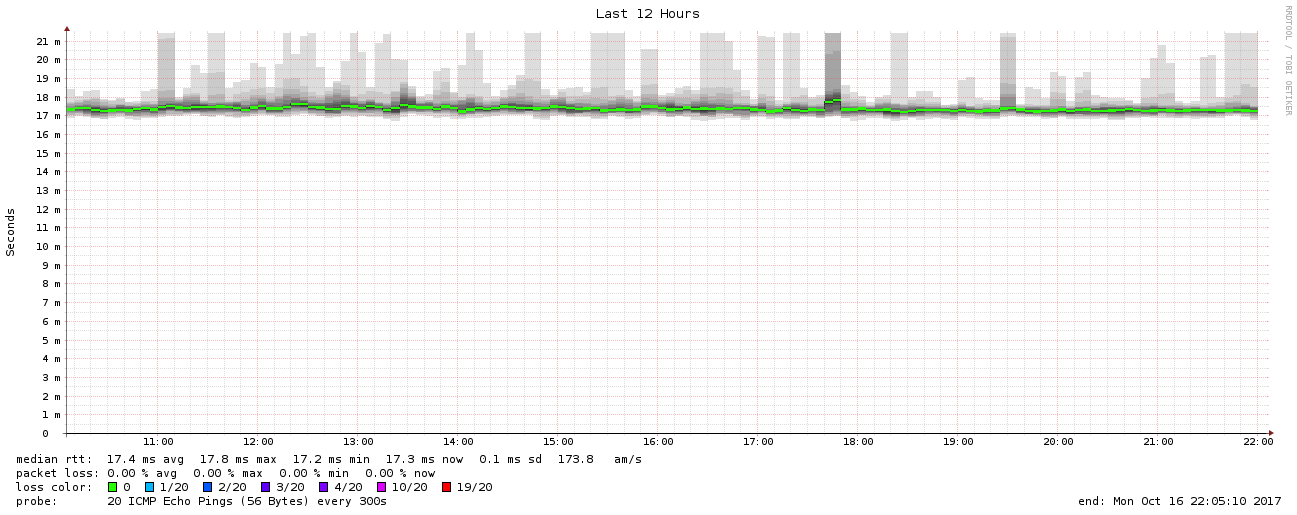 Last 12 Hours
RRDTOOL / TOBI OETIKER
Seconds
21 m
20 m
19 m
18 m
17 m
16 m
15 m
14 m
13 m
12 m
11 m
10 m
9 m
8 m
7 m
6 m
5 m
4 m
3 m
2 m
1 m
0
11:00 12:00 13:00 14:00 15:00 16:00 17:00 18:00 19:00 20:00 21:00 22:00
median rtt: 17.4 ms avg 17.8 ms max 17.2 ms min 17.3 ms now 0.1 ms sd 173.8 am/s
packet loss: 0.00 % avg 0.00 % max 0.00 % min 0.00 % now
loss color: 0 1/20 2/20 3/20 4/20 10/20 19/20
probe: 20 ICMP Echo Pings (56 Bytes) every 300s end: Mon Oct 16 22:05:10 2017